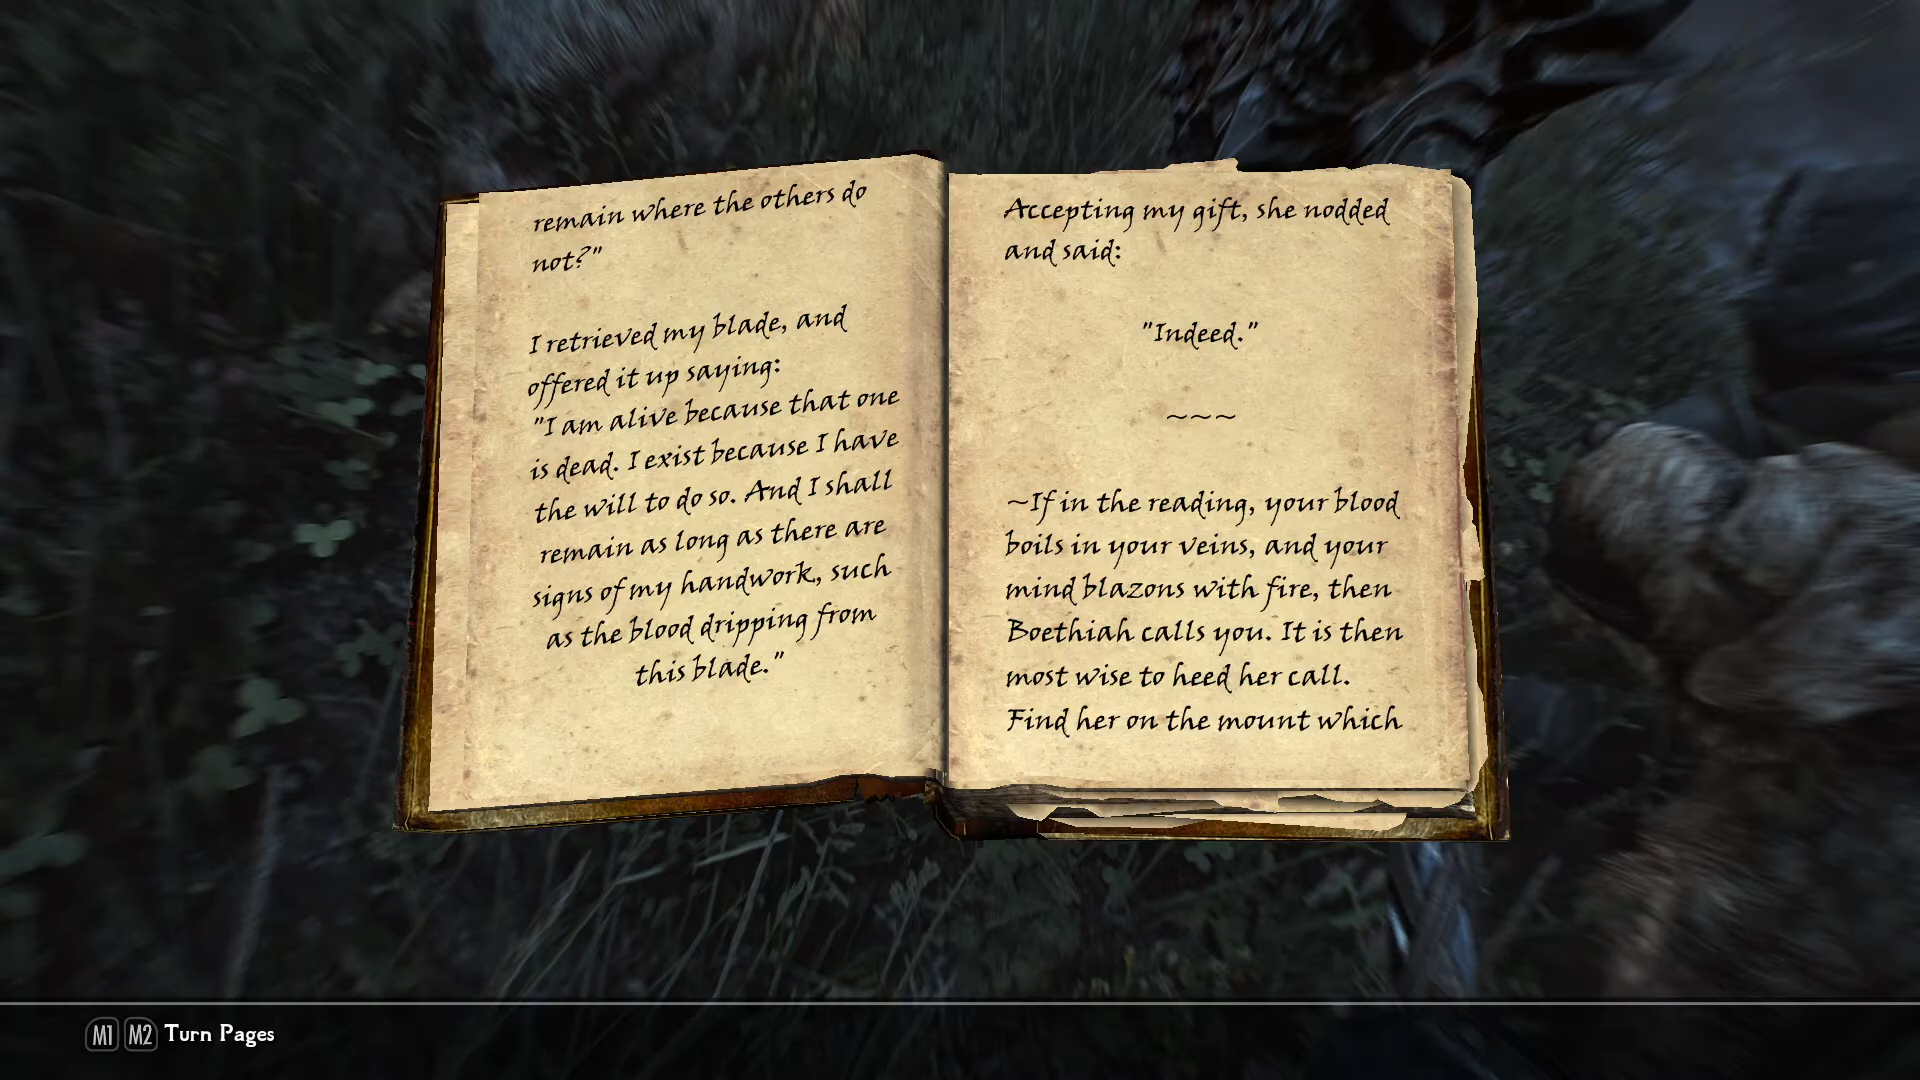 remain where the others do
not?"
I retrieved my blade, and
offered it up saying:
"I am alive because that one
is dead. I exist because I have
the will to do so. And I shall
remain as long as there are
signs of my handwork, such
as the blood dripping from
this blade."
Accepting my gift, she nodded
and said:
"Indeed."
~~~
~If in the reading, your blood
boils in your veins, and your
mind blazons with fire, then
Boethiah calls you. It is then
most wise to heed her call.
Find her on the mount which
M1 M2 Turn Pages